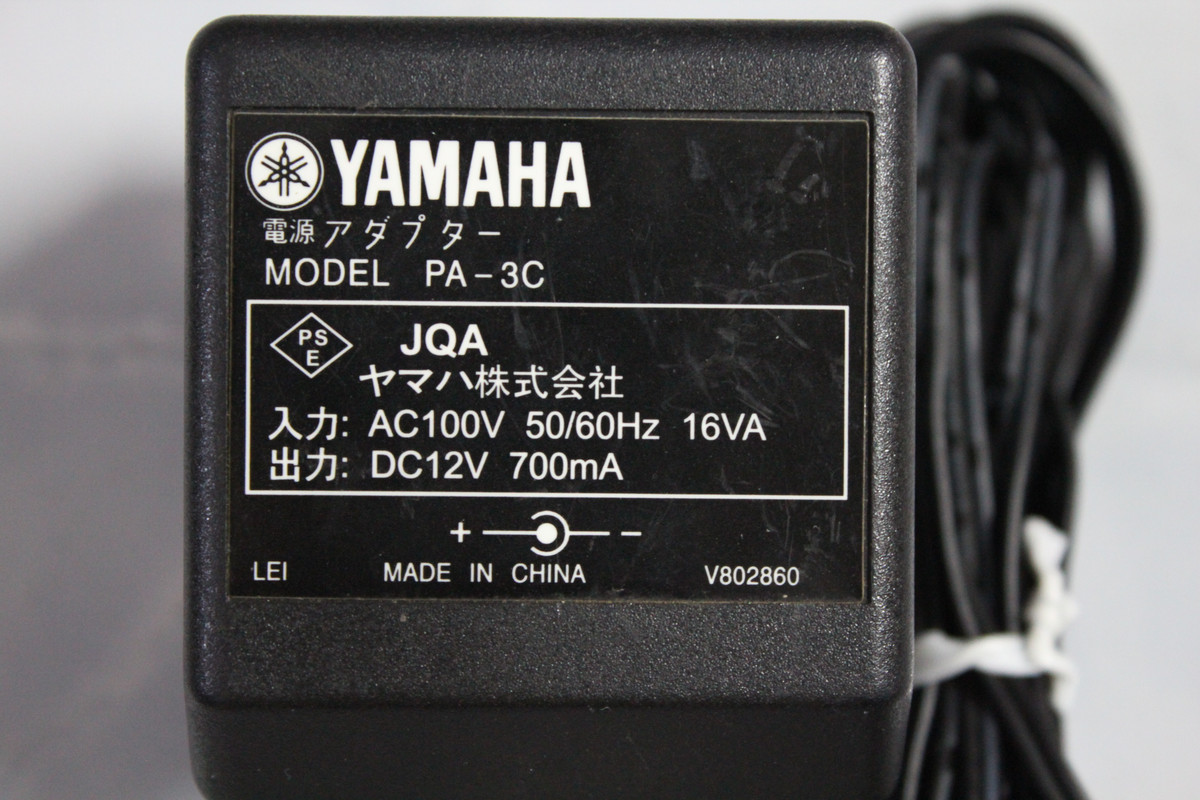 YAMAHA
電源アダプター
MODEL PA-3C
PS
E
JQA
ヤマハ株式会社
入力: AC100V 50/60Hz 16VA
出力: DC12V 700mA
+ −
LEI MADE IN CHINA V802860